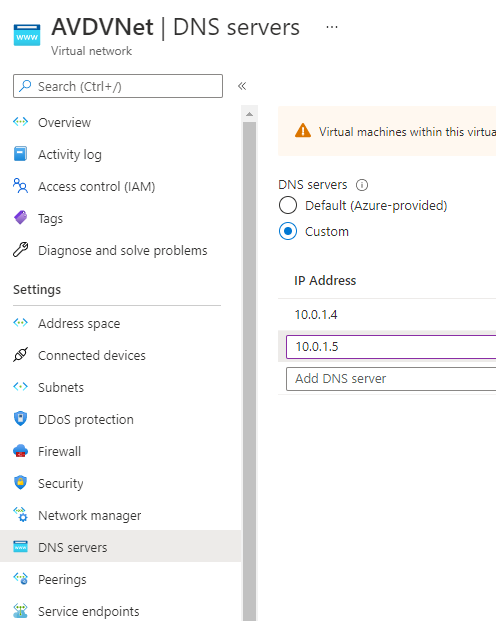 AVDVNet | DNS servers ...
Virtual network
Search (Ctrl+/)
«
Overview
Activity log
Access control (IAM)
Tags
Diagnose and solve problems
Settings
Address space
Connected devices
Subnets
DDoS protection
Firewall
Security
Network manager
DNS servers
Peerings
Service endpoints
Virtual machines within this virtua
DNS servers
Default (Azure-provided)
Custom
IP Address
10.0.1.4
10.0.1.5
Add DNS server